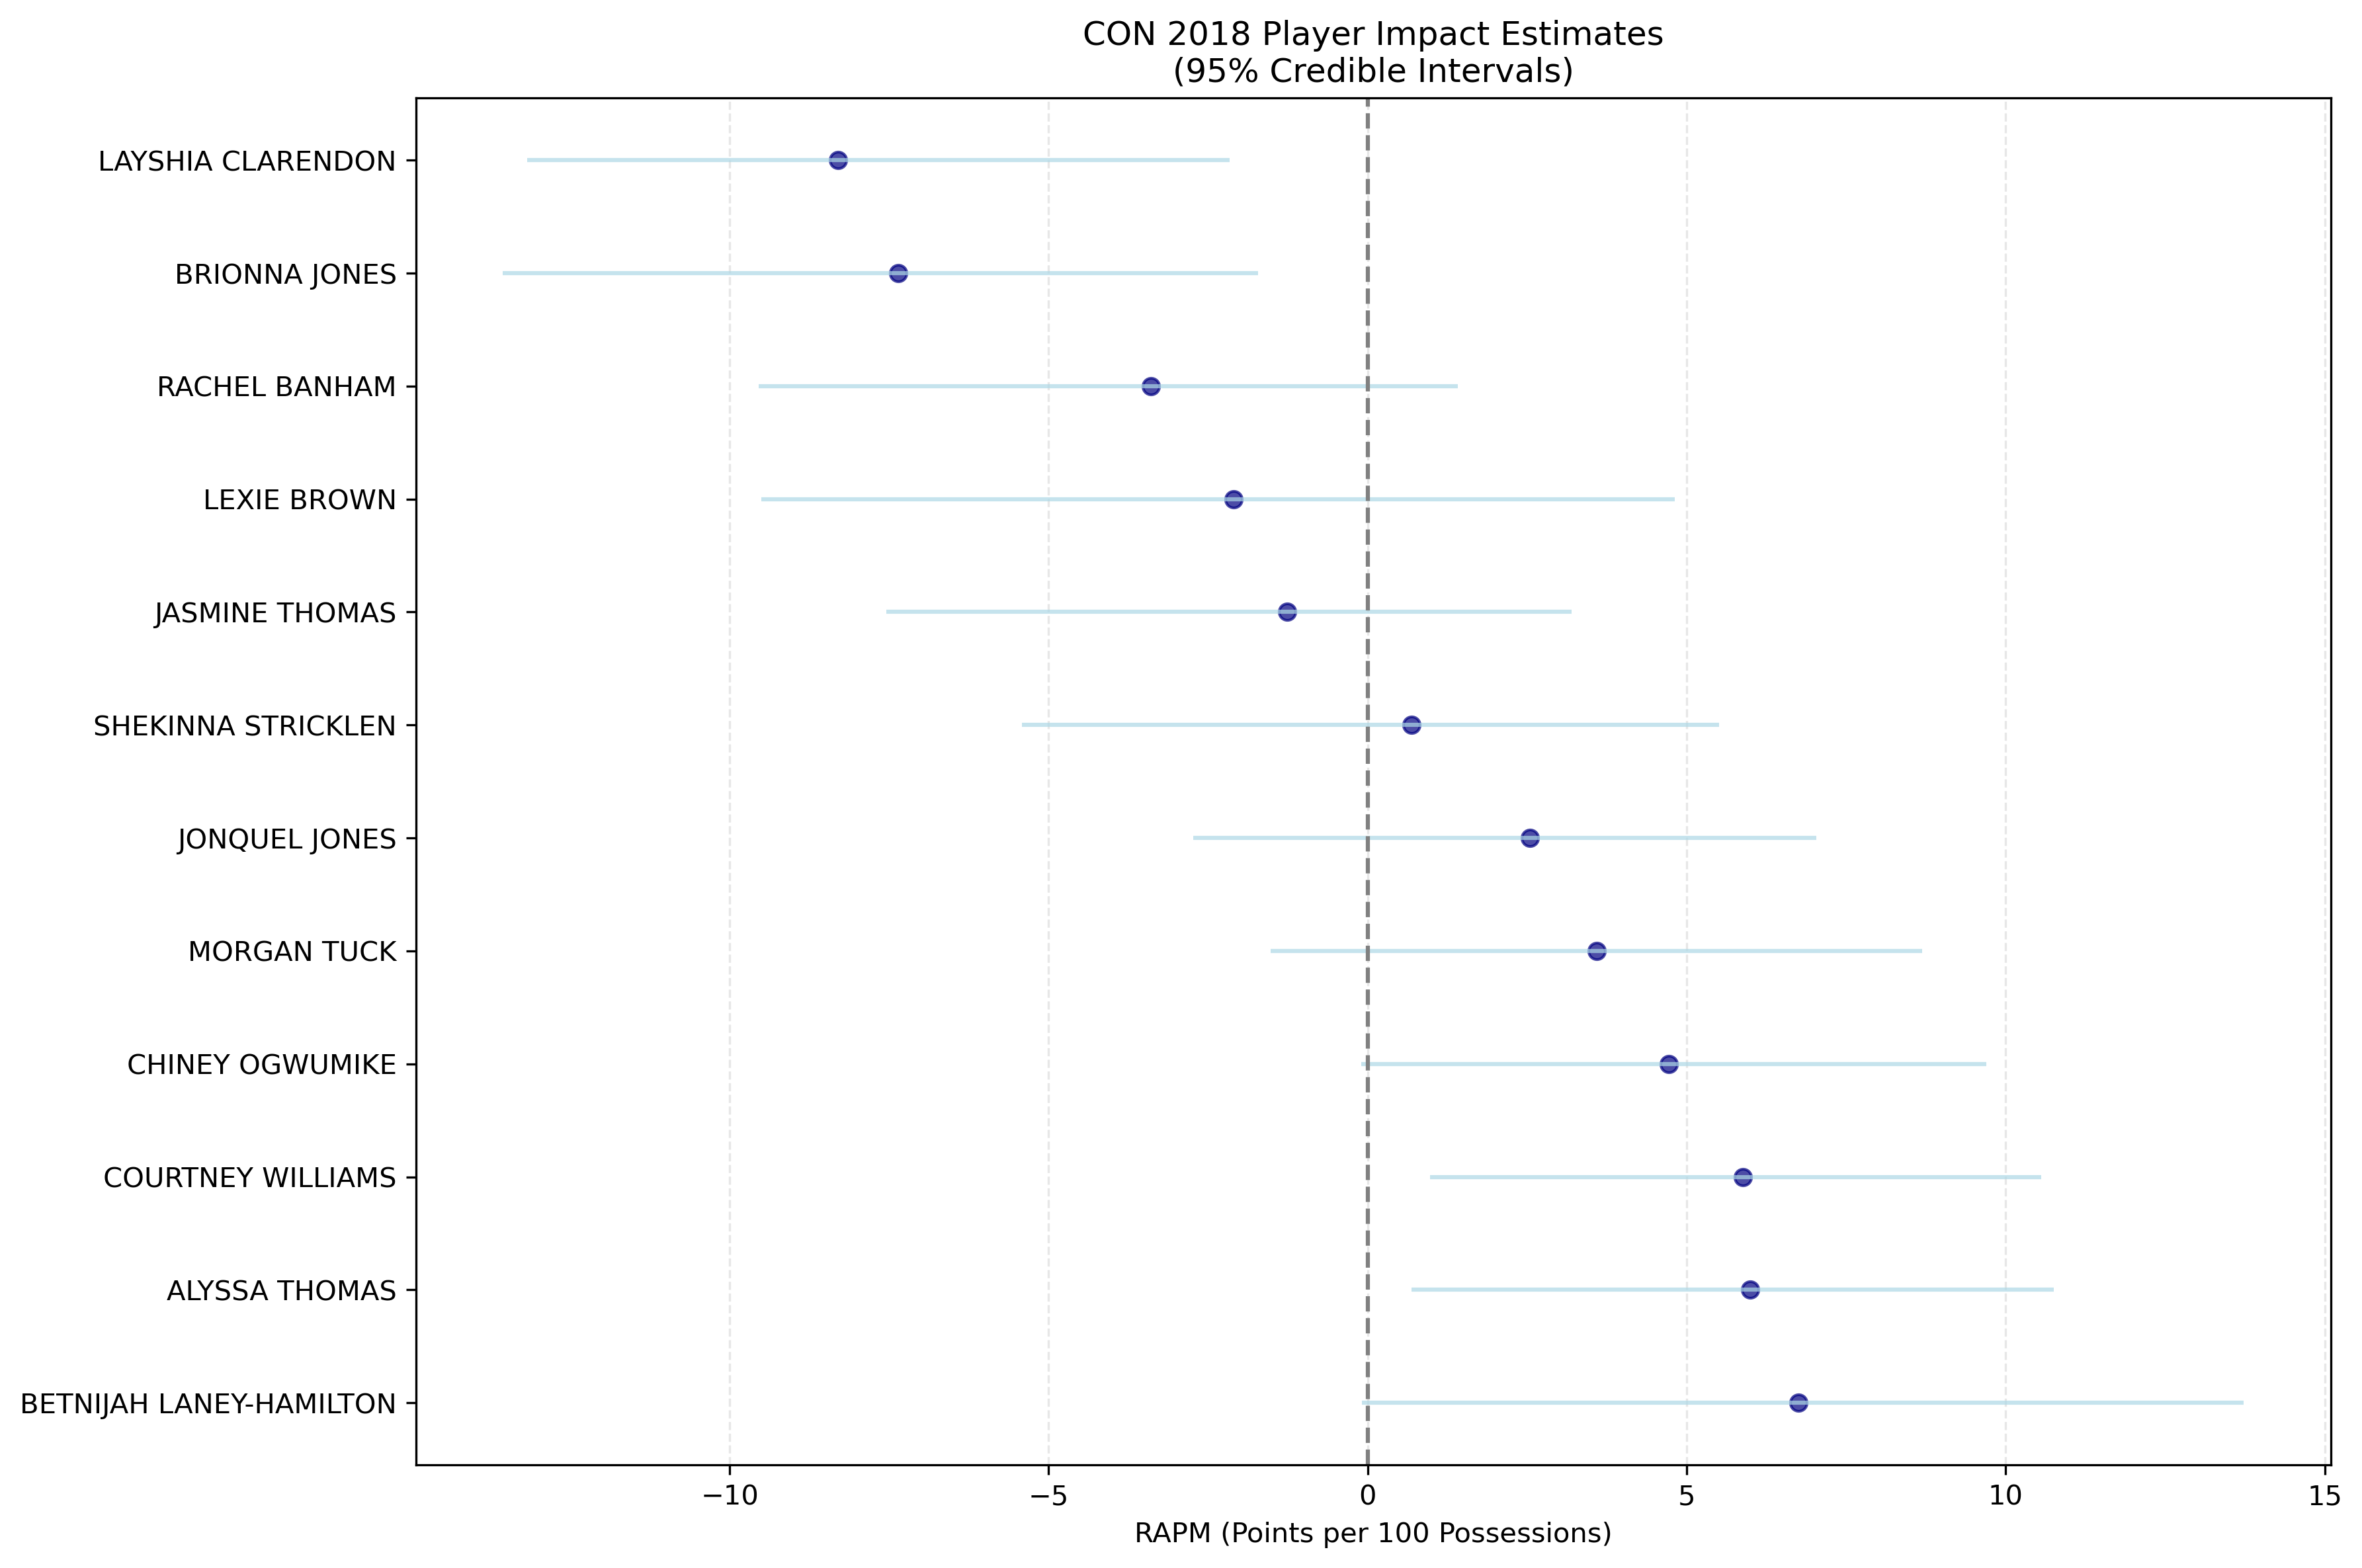 CON 2018 Player Impact Estimates
(95% Credible Intervals)
LAYSHIA CLARENDON
BRIONNA JONES
RACHEL BANHAM
LEXIE BROWN
JASMINE THOMAS
SHEKINNA STRICKLEN
JONQUEL JONES
MORGAN TUCK
CHINEY OGWUMIKE
COURTNEY WILLIAMS
ALYSSA THOMAS
BETNIJAH LANEY-HAMILTON
−10 −5 0 5 10 15
RAPM (Points per 100 Possessions)